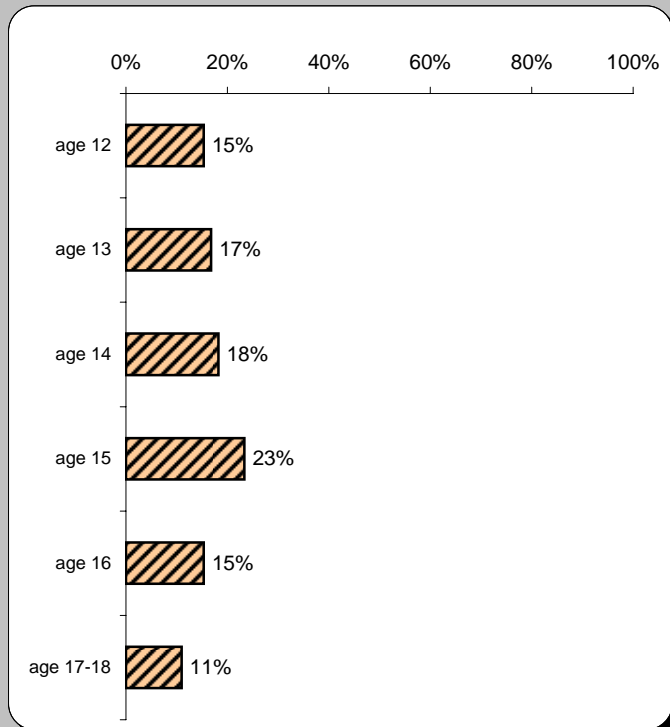 0% 20% 40% 60% 80% 100%
age 12 15%
age 13 17%
age 14 18%
age 15 23%
age 16 15%
age 17-18 11%